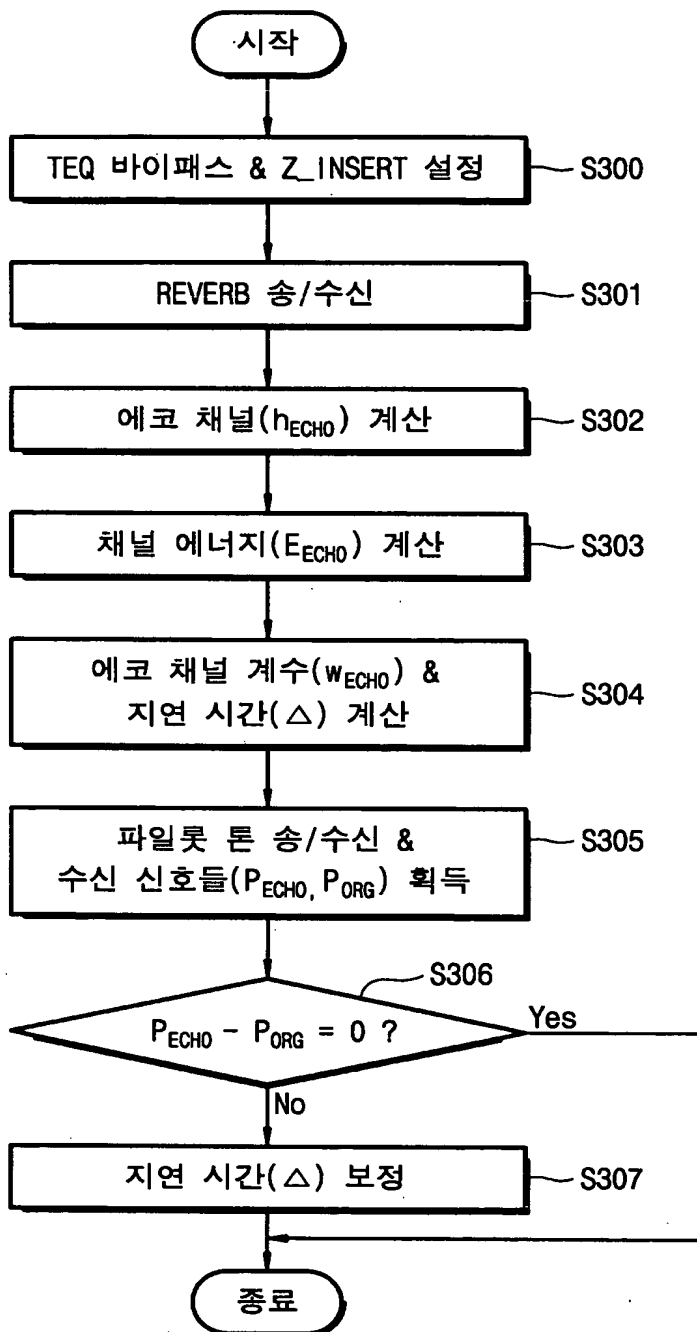 시작
TEQ 바이패스 & Z_INSERT 설정
S300
REVERB 송/수신
S301
에코 채널(hECHO) 계산
S302
채널 에너지(EECHO) 계산
S303
에코 채널 계수(wECHO) &
지연 시간(△) 계산
S304
파일롯 톤 송/수신 &
수신 신호들(PECHO, PORG) 획득
S305
S306
PECHO - PORG = 0 ?
Yes
No
지연 시간(△) 보정
S307
종료